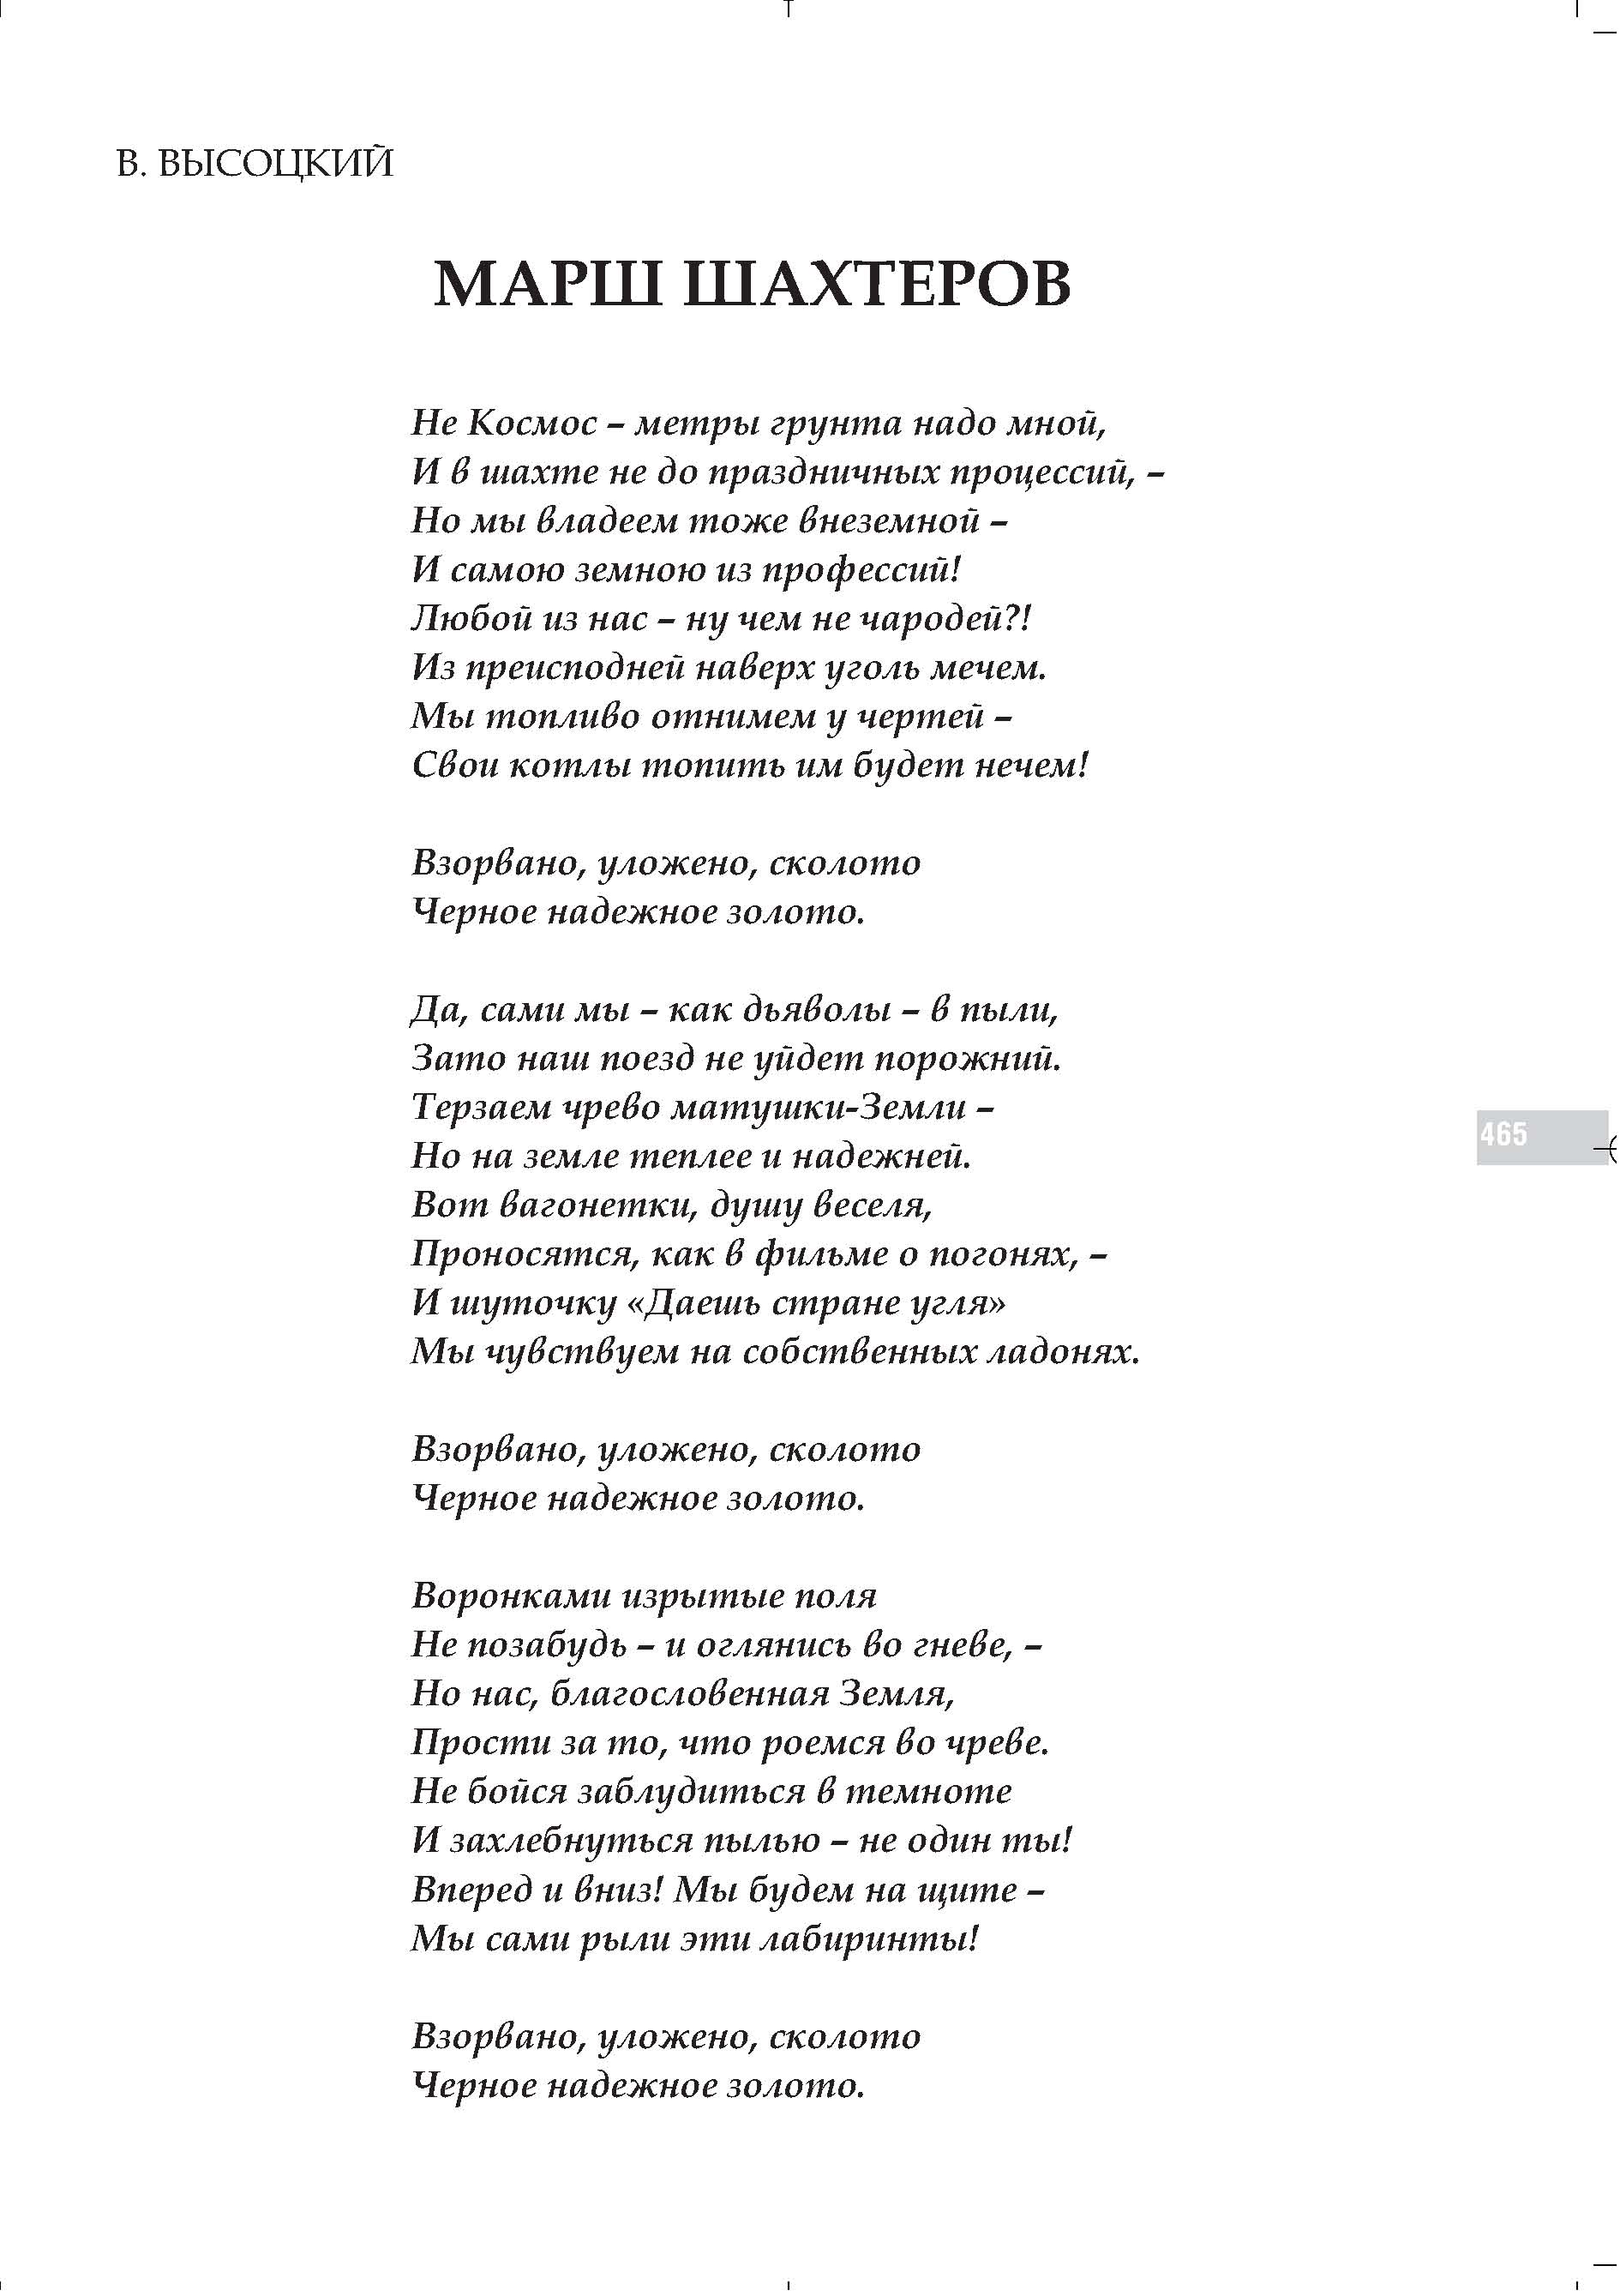 В. ВЫСОЦКИЙ
МАРШ ШАХТЕРОВ
Не Космос – метры грунта надо мной,
И в шахте не до праздничных процессий, –
Но мы владеем тоже внеземной –
И самою земною из профессий!
Любой из нас – ну чем не чародей?!
Из преисподней наверх уголь мечем.
Мы топливо отнимем у чертей –
Свои котлы топить им будет нечем!
Взорвано, уложено, сколото
Черное надежное золото.
Да, сами мы – как дьяволы – в пыли,
Зато наш поезд не уйдет порожний.
Терзаем чрево матушки-Земли –
Но на земле теплее и надежней.
Вот вагонетки, душу веселя,
Проносятся, как в фильме о погонях, –
И шуточку «Даешь стране угля»
Мы чувствуем на собственных ладонях.
Взорвано, уложено, сколото
Черное надежное золото.
Воронками изрытые поля
Не позабудь – и оглянись во гневе, –
Но нас, благословенная Земля,
Прости за то, что роемся во чреве.
Не бойся заблудиться в темноте
И захлебнуться пылью – не один ты!
Вперед и вниз! Мы будем на щите –
Мы сами рыли эти лабиринты!
Взорвано, уложено, сколото
Черное надежное золото.
465